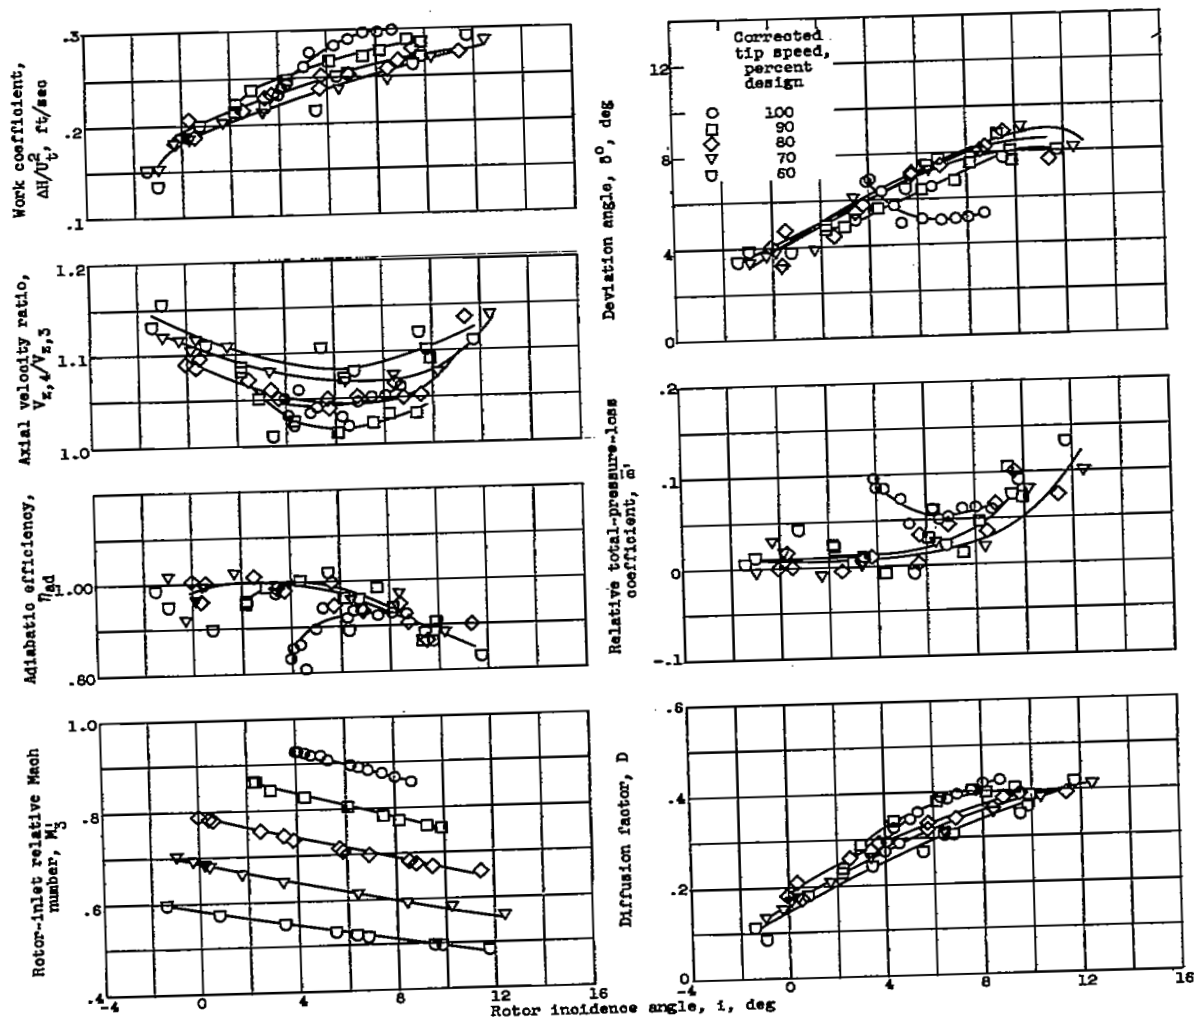 .3
.2
.1
Work coefficient,
ΔH/U²t, ft/sec
1.2
1.1
1.0
Axial velocity ratio,
Vz,4/Vz,3
1.00
.80
Adiabatic efficiency,
ηad
1.0
.8
.6
.4
Rotor-inlet relative Mach
number, M'3
-4
0
4
8
12
16
12
8
4
0
Deviation angle, δ°, deg
Corrected
tip speed,
percent
design
100
90
80
70
60
.2
.1
0
-.1
Relative total-pressure-loss
.6
.4
.2
0
Diffusion factor, D
-4
0
4
8
12
16
Rotor incidence angle, i, deg